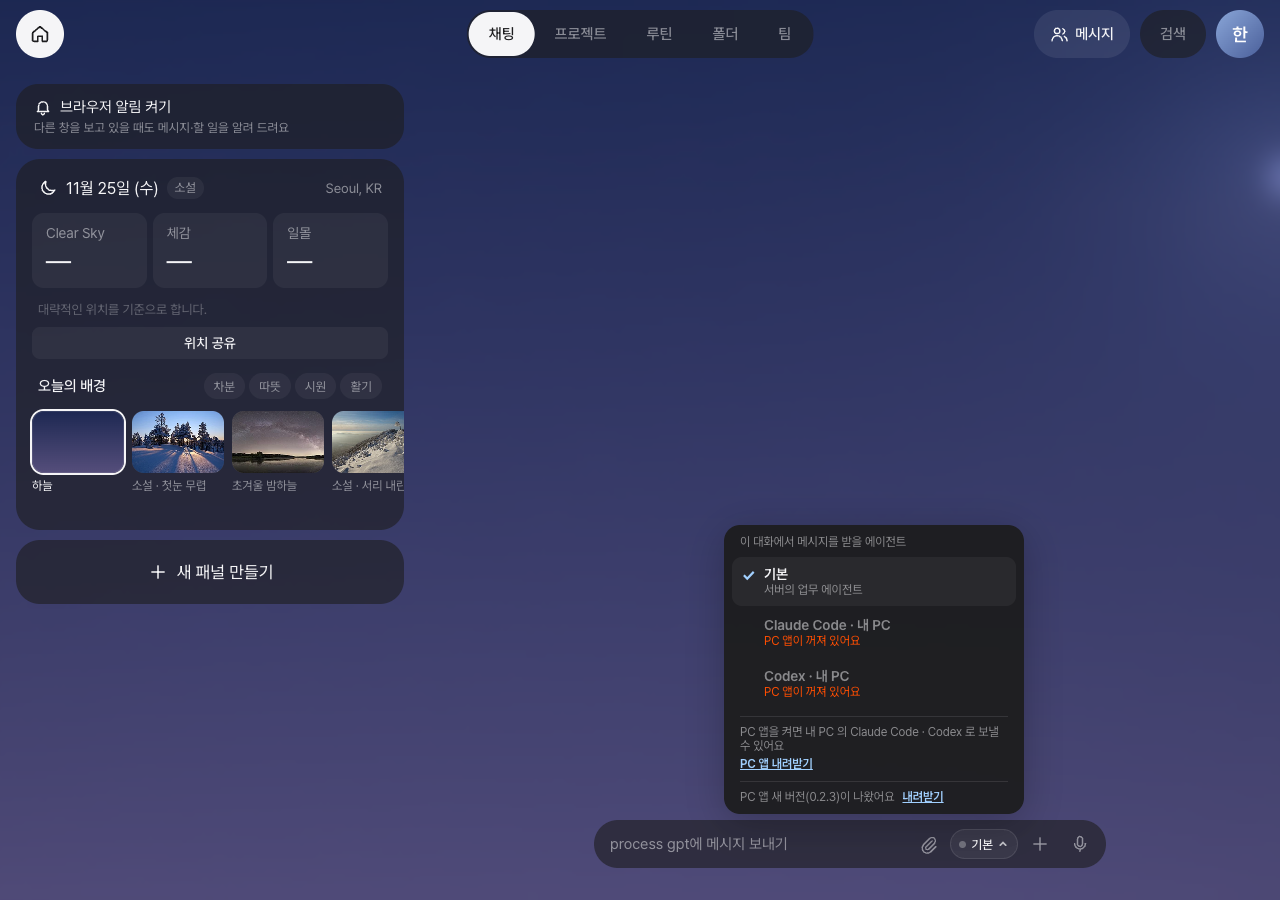 채팅
프로젝트
루틴
폴더
팀
메시지
검색
한
브라우저 알림 켜기
다른 창을 보고 있을 때도 메시지·할 일을 알려 드려요
11월 25일 (수) 소설 Seoul, KR
Clear Sky 체감 일몰
— — —
대략적인 위치를 기준으로 합니다.
위치 공유
오늘의 배경 차분 따뜻 시원 활기
하늘 소설 · 첫눈 무렵 초겨울 밤하늘 소설 · 서리 내린
새 패널 만들기
이 대화에서 메시지를 받을 에이전트
기본
서버의 업무 에이전트
Claude Code · 내 PC
PC 앱이 꺼져 있어요
Codex · 내 PC
PC 앱이 꺼져 있어요
PC 앱을 켜면 내 PC 의 Claude Code · Codex 로 보낼
수 있어요
PC 앱 내려받기
PC 앱 새 버전(0.2.3)이 나왔어요 내려받기
process gpt에 메시지 보내기 기본